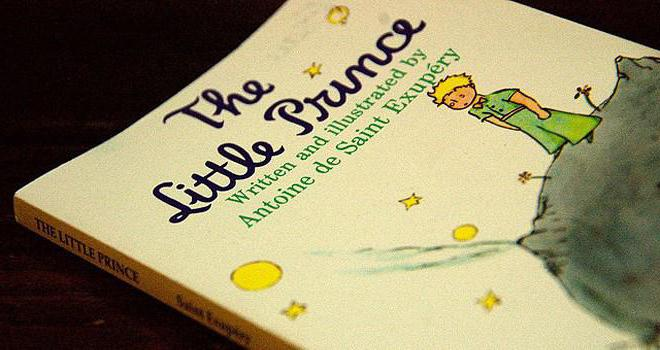 The
Little Prince
Written and illustrated by
Antoine de Saint Exupéry
THE LITTLE PRINCE
Saint Exupéry